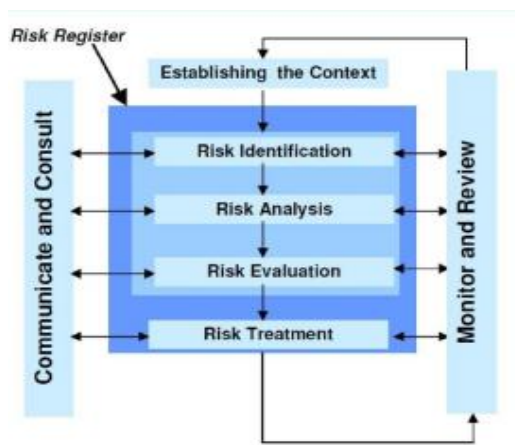 Risk Register
Establishing the Context
Communicate and Consult
Risk Identification
Risk Analysis
Risk Evaluation
Risk Treatment
Monitor and Review